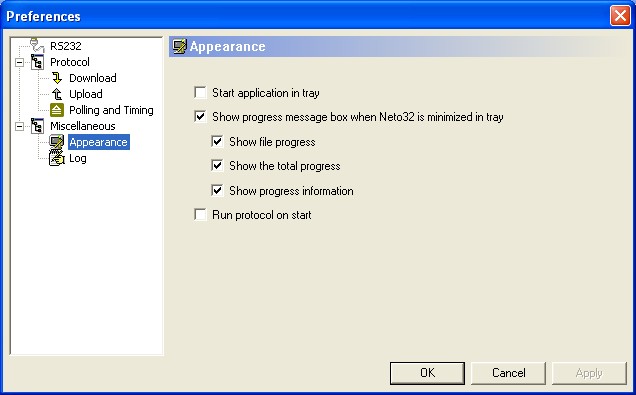 Preferences
RS232
Protocol
Download
Upload
Polling and Timing
Miscellaneous
Appearance
Log
Appearance
Start application in tray
Show progress message box when Neto32 is minimized in tray
Show file progress
Show the total progress
Show progress information
Run protocol on start
OK
Cancel
Apply